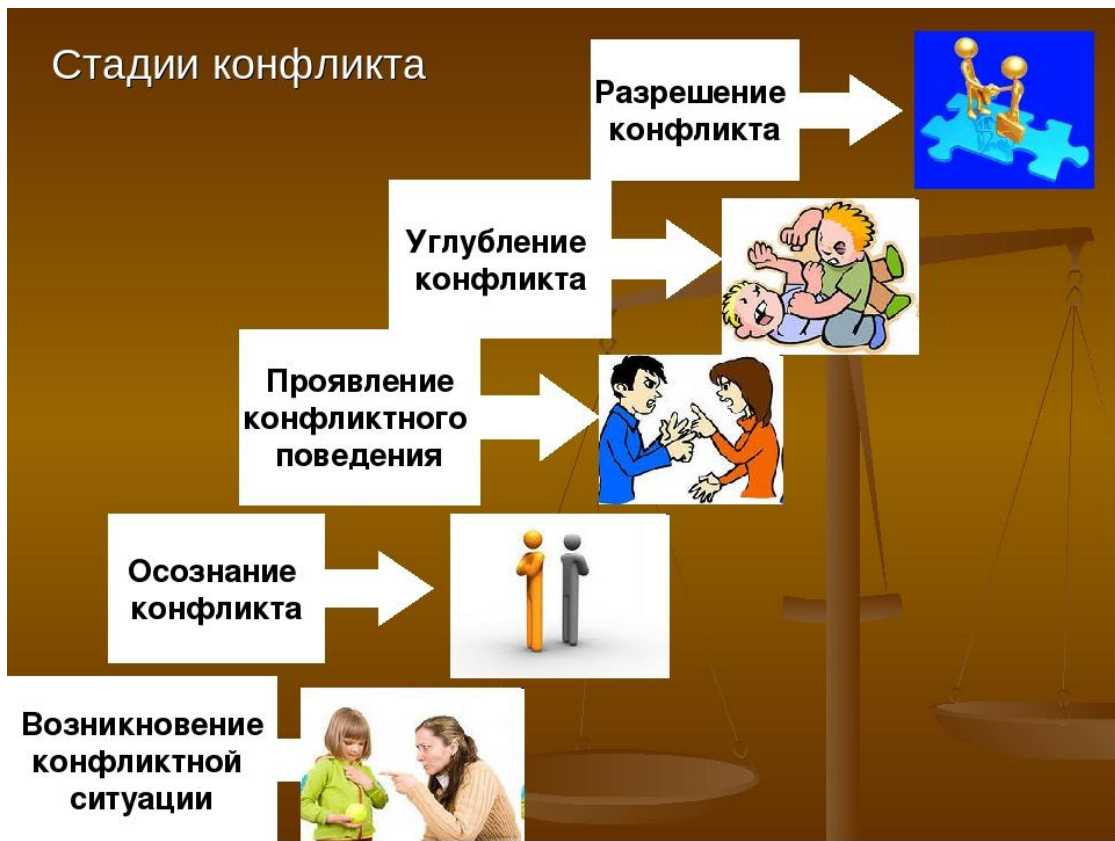 Стадии конфликта
Разрешение
конфликта
Углубление
конфликта
Проявление
конфликтного
поведения
Осознание
конфликта
Возникновение
конфликтной
ситуации